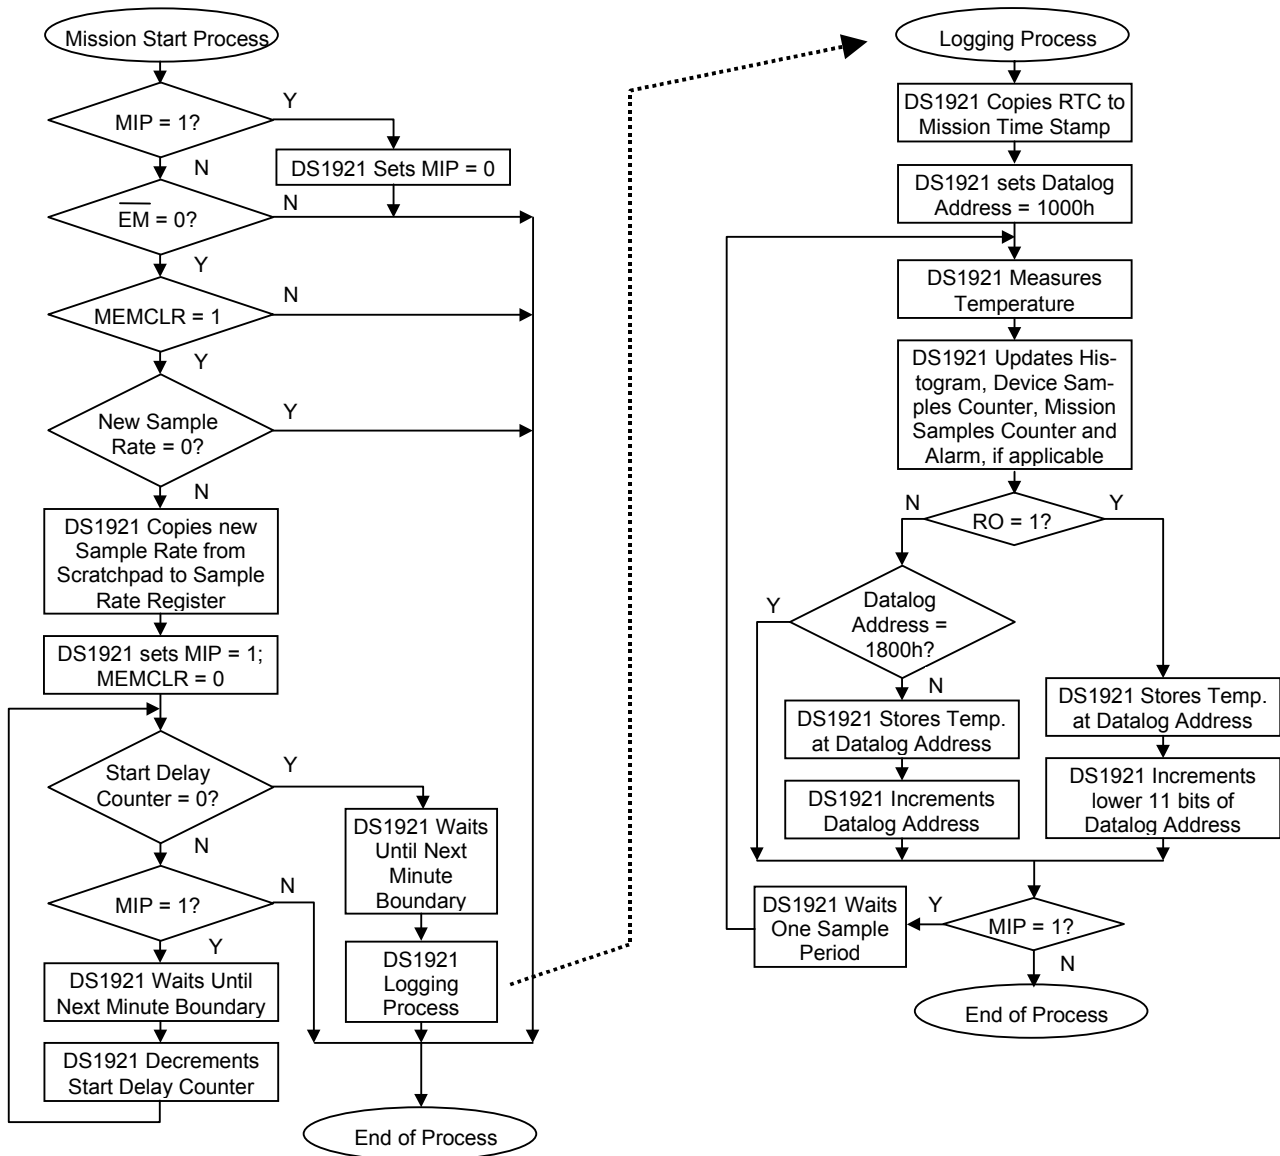 Mission Start Process
MIP = 1?
Y
N
DS1921 Sets MIP = 0
EM = 0?
N
Y
MEMCLR = 1
N
Y
New Sample
Rate = 0?
Y
N
DS1921 Copies new
Sample Rate from
Scratchpad to Sample
Rate Register
DS1921 sets MIP = 1;
MEMCLR = 0
Start Delay
Counter = 0?
Y
N
MIP = 1?
N
Y
DS1921 Waits Until
Next Minute Boundary
DS1921 Decrements
Start Delay Counter
DS1921 Waits
Until Next
Minute
Boundary
DS1921
Logging
Process
End of Process
Logging Process
DS1921 Copies RTC to
Mission Time Stamp
DS1921 sets Datalog
Address = 1000h
DS1921 Measures
Temperature
DS1921 Updates His-
togram, Device Sam-
ples Counter, Mission
Samples Counter and
Alarm, if applicable
N
RO = 1?
Y
Y
Datalog
Address =
1800h?
N
DS1921 Stores Temp.
at Datalog Address
DS1921 Increments
Datalog Address
DS1921 Stores Temp.
at Datalog Address
DS1921 Increments
lower 11 bits of
Datalog Address
DS1921 Waits
One Sample
Period
Y
MIP = 1?
N
End of Process